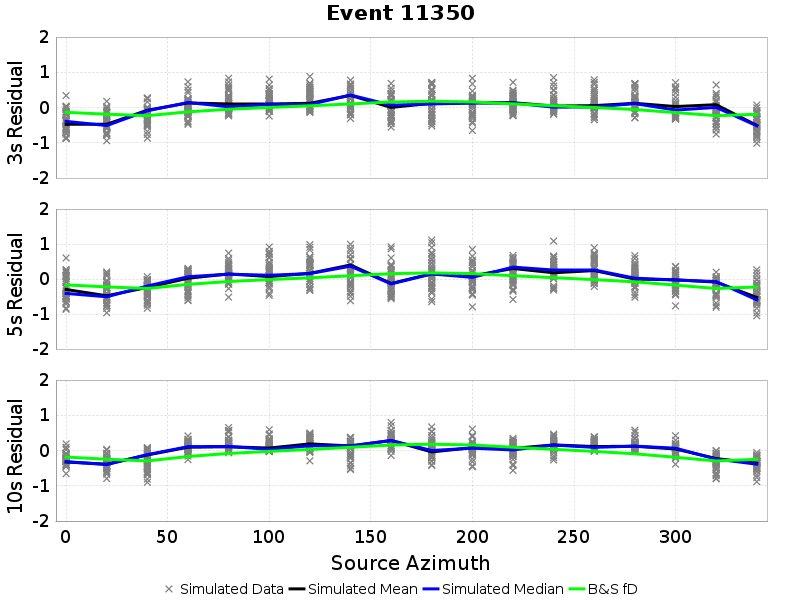 Event 11350
3s Residual
2
1
0
-1
-2
5s Residual
2
1
0
-1
-2
10s Residual
2
1
0
-1
-2
0 50 100 150 200 250 300
Source Azimuth
Simulated Data Simulated Mean Simulated Median B&S fD